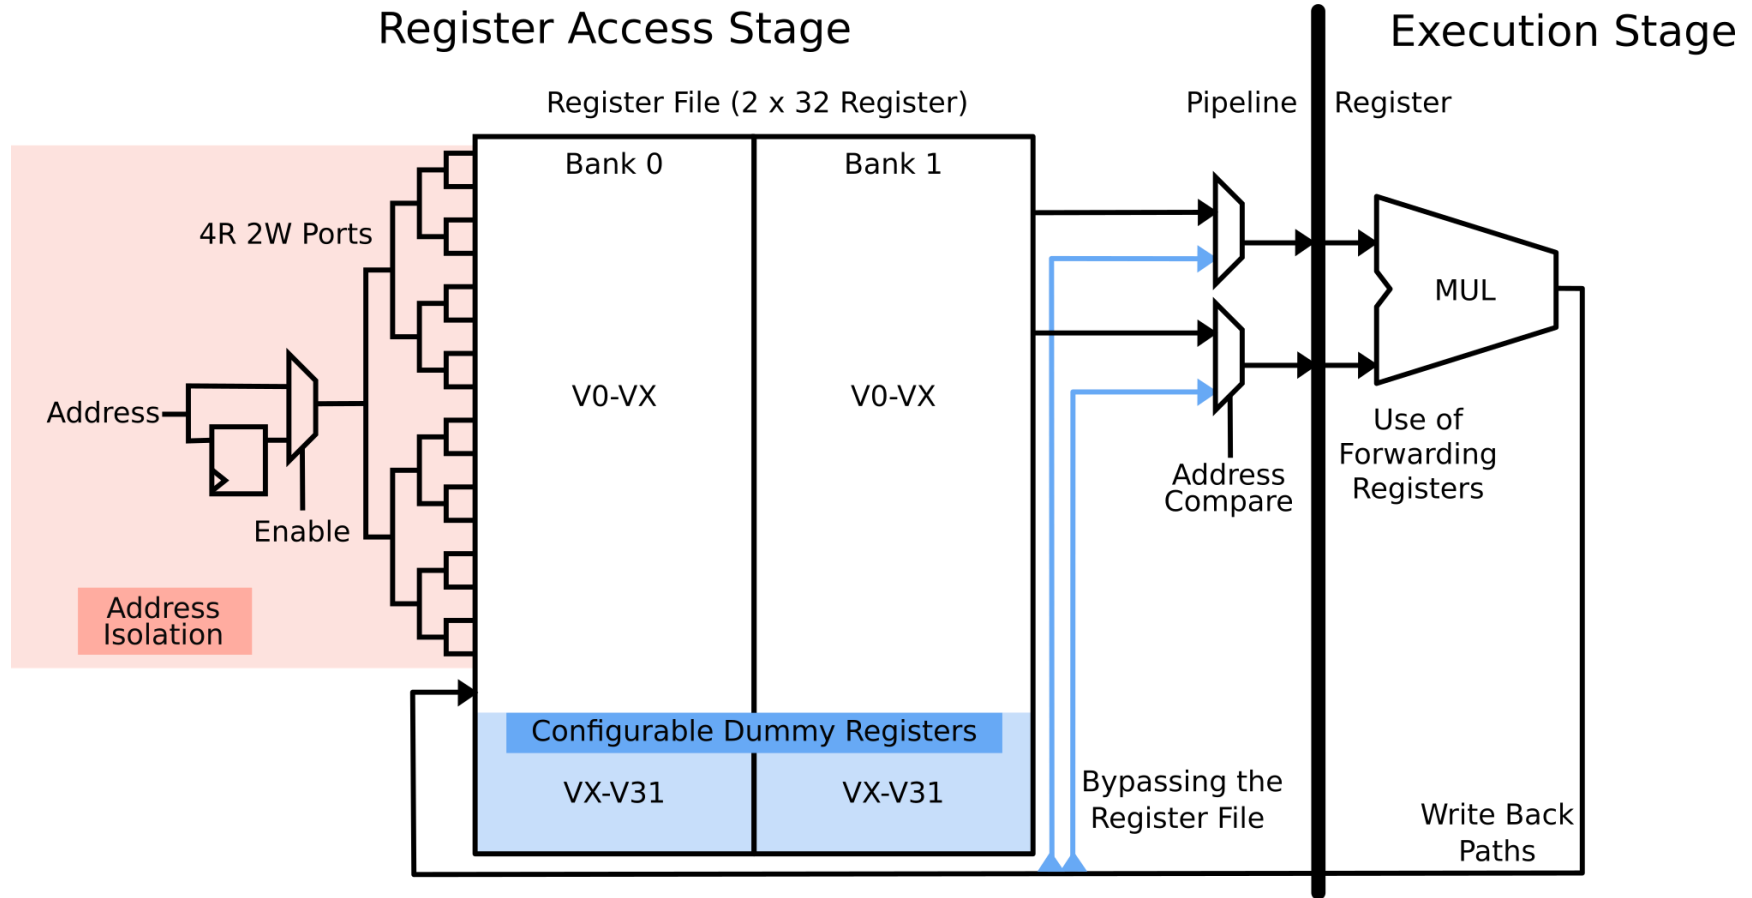 Register Access Stage
Execution Stage
Register File (2 x 32 Register)
Pipeline
Register
Bank 0
Bank 1
4R 2W Ports
MUL
V0-VX
V0-VX
Address
Use of
Forwarding
Registers
Address
Compare
Enable
Address
Isolation
Configurable Dummy Registers
VX-V31
VX-V31
Bypassing the
Register File
Write Back
Paths